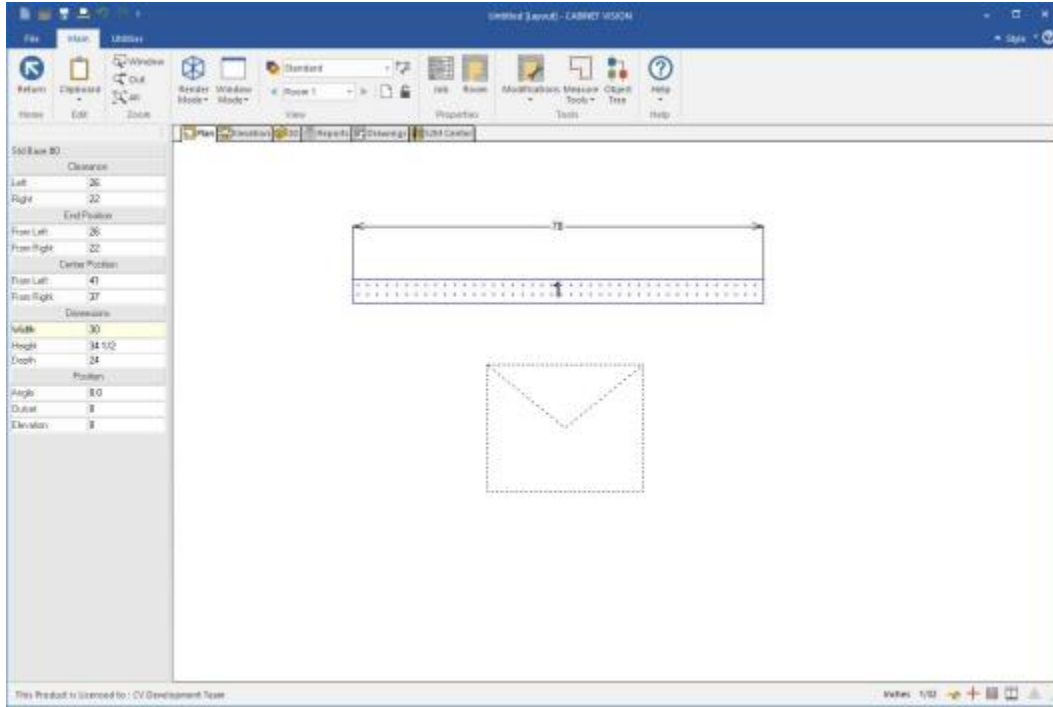 Untitled (Layout) - CABINET VISION
File Main Utilities Style
Window
Out
All
Return Clipboard Render Mode Window Mode
Standard
Room 1
Job Room Modifications Measure Tools Object Tree Help
Home Edit Zoom View Properties Tools Help
Plan Elevation 3D Reports Drawings S2M Center
Std Base #0
Clearance
Left 26
Right 22
End Position
From Left 26
From Right 22
Center Position
From Left 41
From Right 37
Dimensions
Width 30
Height 34 1/2
Depth 24
Position
Angle 0.0
Outset 0
Elevation 0
78
1
This Product is Licensed to : CV Development Team
Inches 1/32